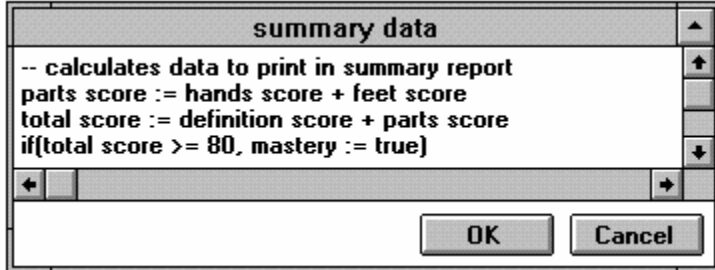 summary data
-- calculates data to print in summary report
parts score := hands score + feet score
total score := definition score + parts score
if(total score >= 80, mastery := true)
OK
Cancel